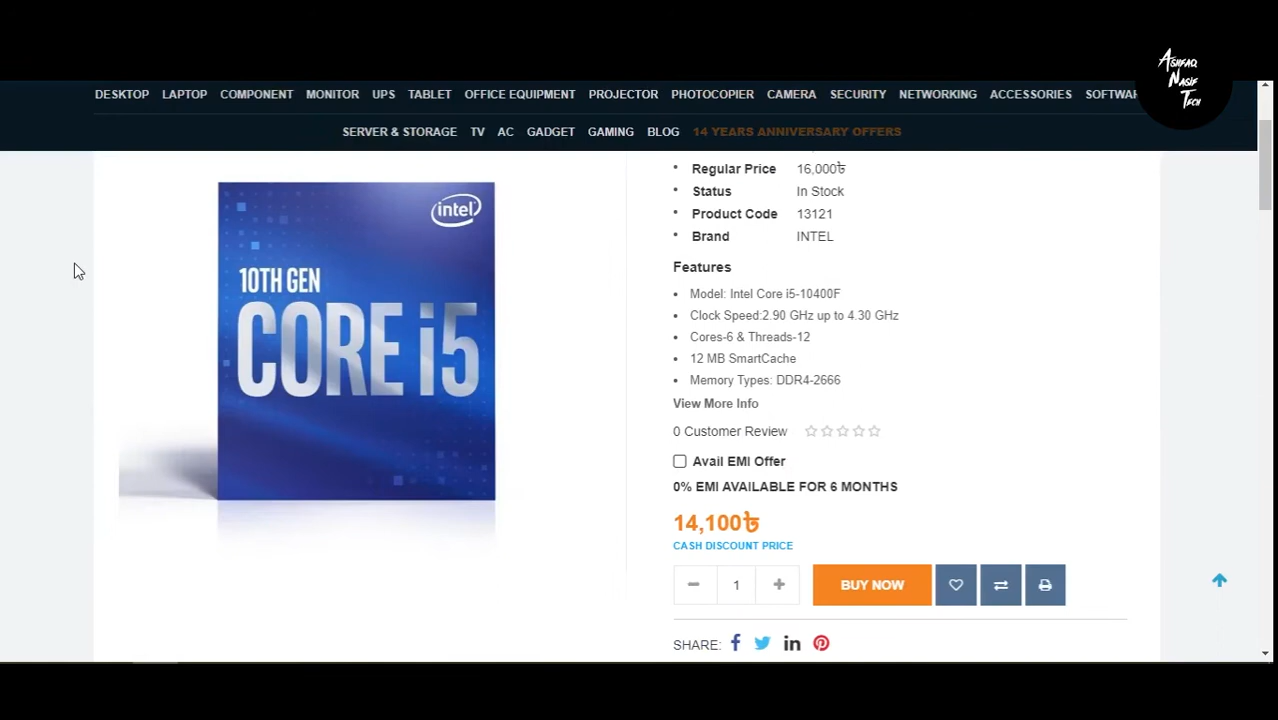 ASHFAQ
NASIF
TECH
DESKTOP LAPTOP COMPONENT MONITOR UPS TABLET OFFICE EQUIPMENT PROJECTOR PHOTOCOPIER CAMERA SECURITY NETWORKING ACCESSORIES SOFTWAR
SERVER & STORAGE TV AC GADGET GAMING BLOG 14 YEARS ANNIVERSARY OFFERS
intel
10TH GEN
CORE i5
Regular Price 16,000৳
Status In Stock
Product Code 13121
Brand INTEL
Features
Model: Intel Core i5-10400F
Clock Speed:2.90 GHz up to 4.30 GHz
Cores-6 & Threads-12
12 MB SmartCache
Memory Types: DDR4-2666
View More Info
0 Customer Review
Avail EMI Offer
0% EMI AVAILABLE FOR 6 MONTHS
14,100৳
CASH DISCOUNT PRICE
1 BUY NOW
SHARE: